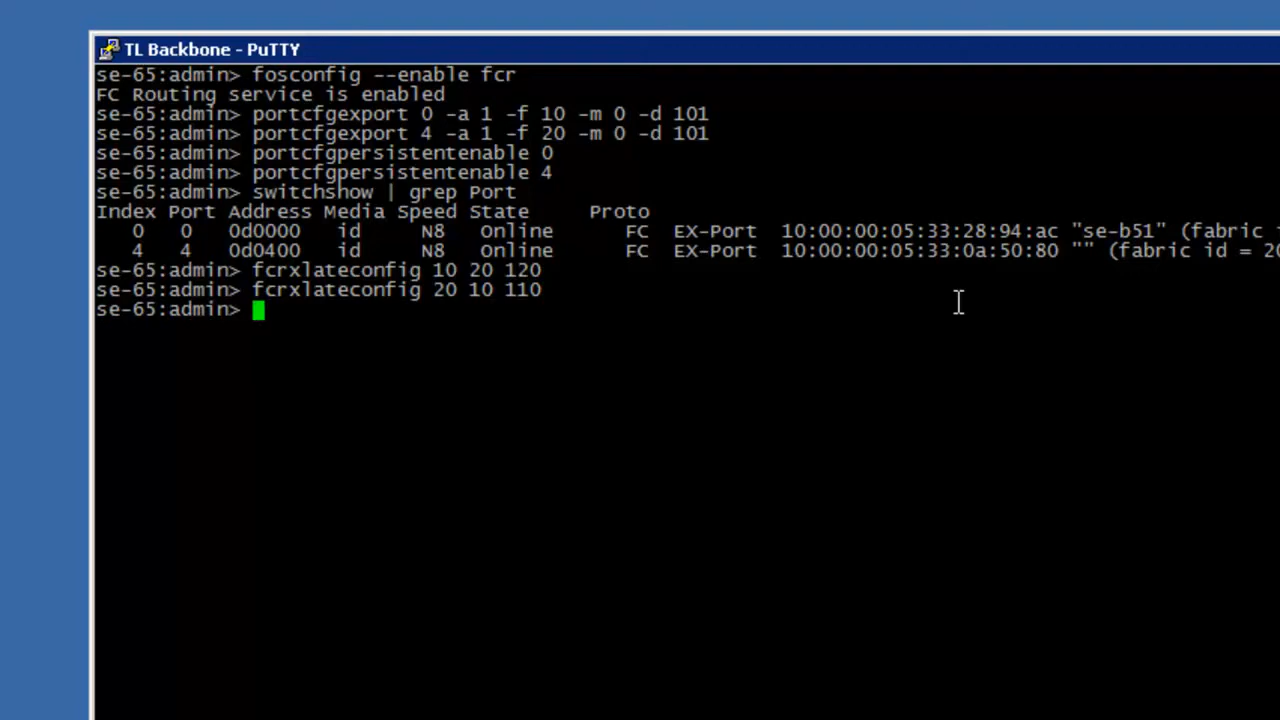 TL Backbone - PuTTY
se-65:admin> fosconfig --enable fcr
FC Routing service is enabled
se-65:admin> portcfgexport 0 -a 1 -f 10 -m 0 -d 101
se-65:admin> portcfgexport 4 -a 1 -f 20 -m 0 -d 101
se-65:admin> portcfgpersistentenable 0
se-65:admin> portcfgpersistentenable 4
se-65:admin> switchshow | grep Port
Index Port Address Media Speed State Proto
0 0 0d0000 id N8 Online FC EX-Port 10:00:00:05:33:28:94:ac "se-b51" (fabric
4 4 0d0400 id N8 Online FC EX-Port 10:00:00:05:33:0a:50:80 "" (fabric id = 20
se-65:admin> fcrxlateconfig 10 20 120
se-65:admin> fcrxlateconfig 20 10 110
se-65:admin>